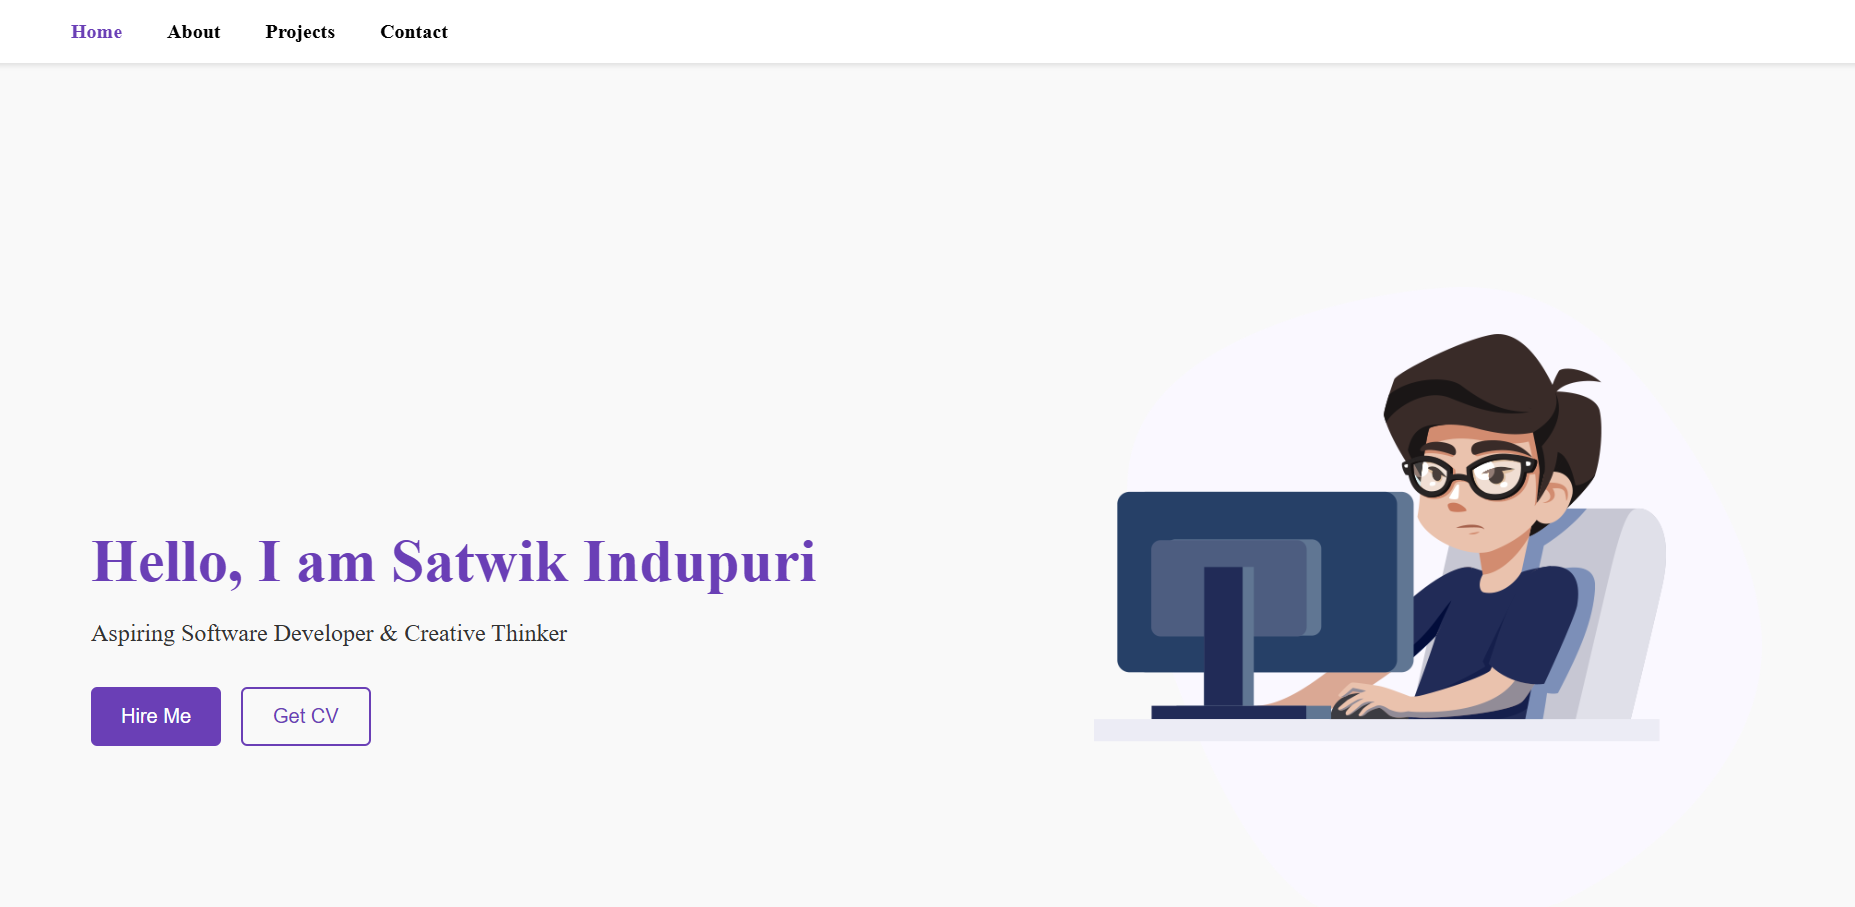 Home About Projects Contact
Hello, I am Satwik Indupuri
Aspiring Software Developer & Creative Thinker
Hire Me Get CV